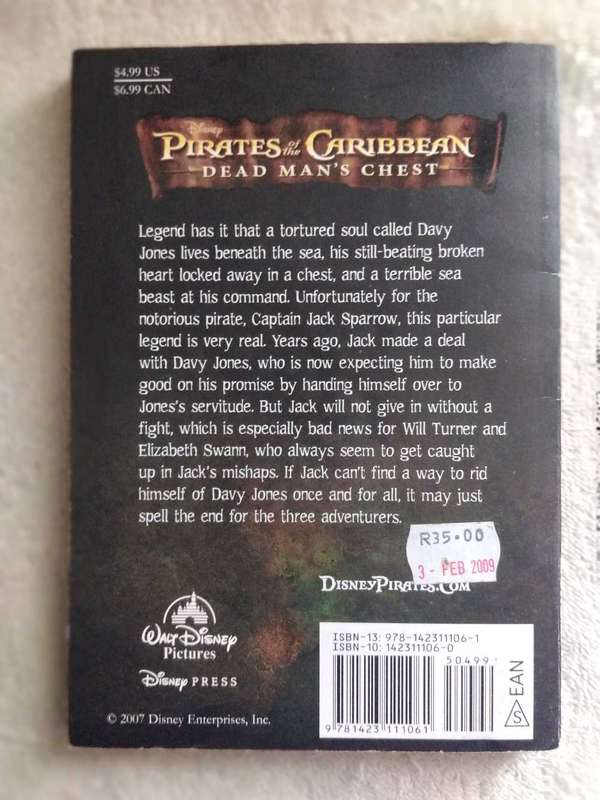 $4.99 US
$6.99 CAN
Disney
PIRATES of the CARIBBEAN
DEAD MAN'S CHEST
Legend has it that a tortured soul called Davy
Jones lives beneath the sea, his still-beating broken
heart locked away in a chest, and a terrible sea
beast at his command. Unfortunately for the
notorious pirate, Captain Jack Sparrow, this particular
legend is very real. Years ago, Jack made a deal
with Davy Jones, who is now expecting him to make
good on his promise by handing himself over to
Jones's servitude. But Jack will not give in without a
fight, which is especially bad news for Will Turner and
Elizabeth Swann, who always seem to get caught
up in Jack's mishaps. If Jack can't find a way to rid
himself of Davy Jones once and for all, it may just
spell the end for the three adventurers.
R35.00
3 - FEB 2009
DISNEYPIRATES.COM
WALT DISNEY
Pictures
Disney PRESS
© 2007 Disney Enterprises, Inc.
ISBN-13: 978-142311106-1
ISBN-10: 142311106-0
50499
9 781423 111061
S EAN